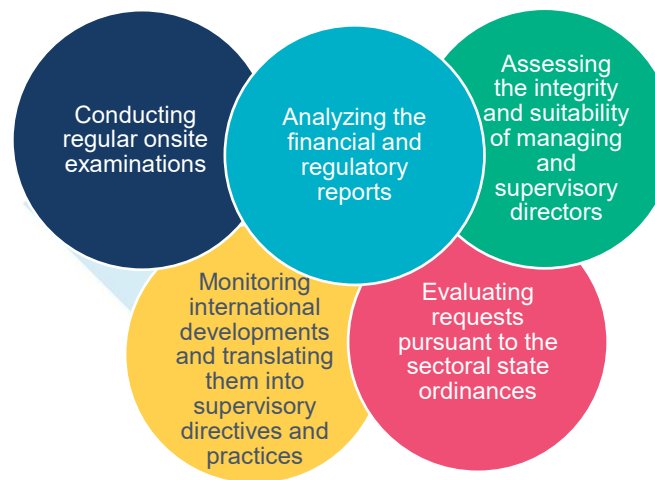 Conducting
regular onsite
examinations
Analyzing the
financial and
regulatory
reports
Assessing
the integrity
and suitability
of managing
and
supervisory
directors
Monitoring
international
developments
and translating
them into
supervisory
directives and
practices
Evaluating
requests
pursuant to the
sectoral state
ordinances